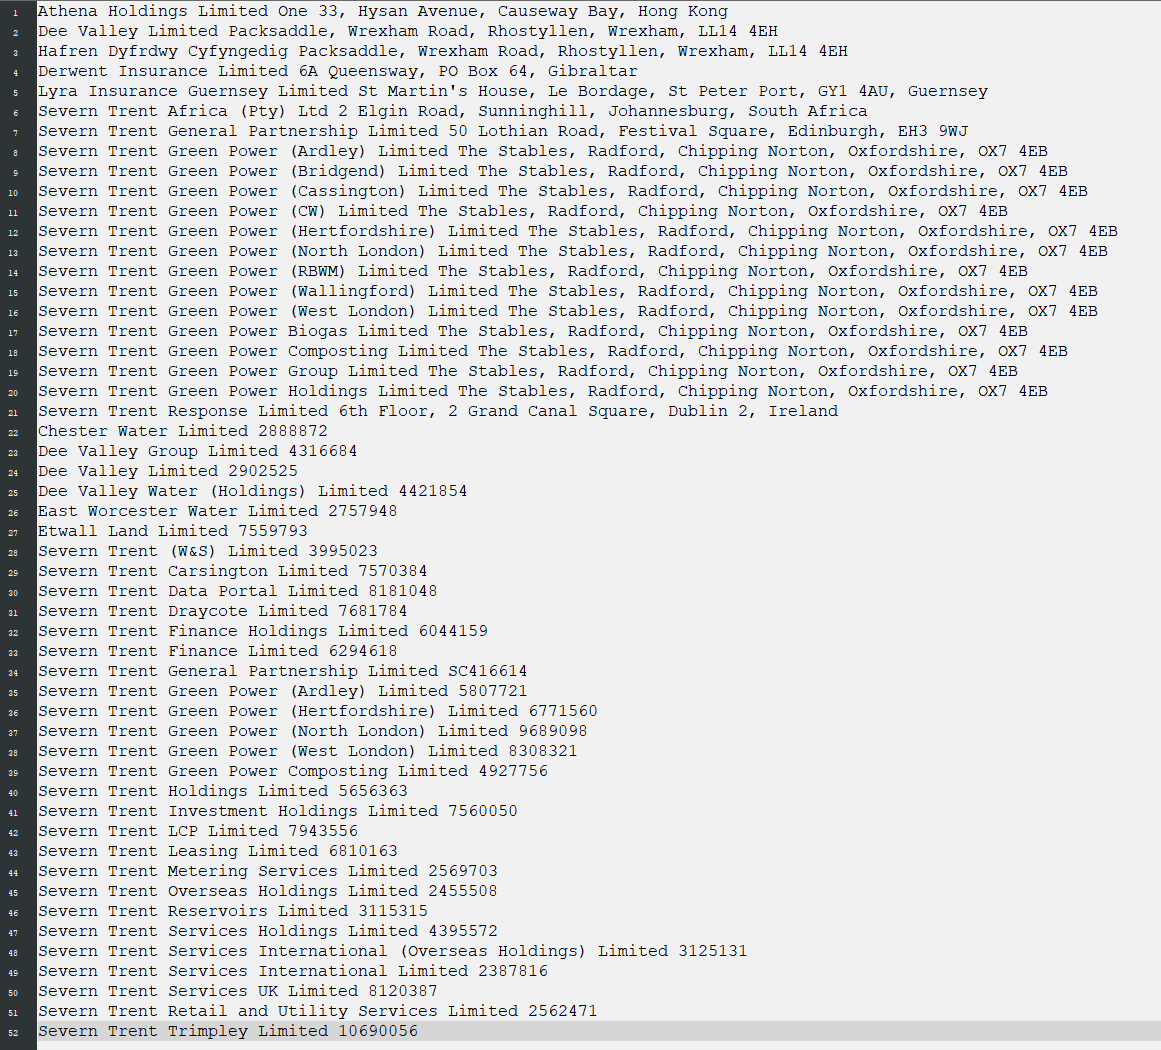 1 Athena Holdings Limited One 33, Hysan Avenue, Causeway Bay, Hong Kong
2 Dee Valley Limited Packsaddle, Wrexham Road, Rhostyllen, Wrexham, LL14 4EH
3 Hafren Dyfrdwy Cyfyngedig Packsaddle, Wrexham Road, Rhostyllen, Wrexham, LL14 4EH
4 Derwent Insurance Limited 6A Queensway, PO Box 64, Gibraltar
5 Lyra Insurance Guernsey Limited St Martin's House, Le Bordage, St Peter Port, GY1 4AU, Guernsey
6 Severn Trent Africa (Pty) Ltd 2 Elgin Road, Sunninghill, Johannesburg, South Africa
7 Severn Trent General Partnership Limited 50 Lothian Road, Festival Square, Edinburgh, EH3 9WJ
8 Severn Trent Green Power (Ardley) Limited The Stables, Radford, Chipping Norton, Oxfordshire, OX7 4EB
9 Severn Trent Green Power (Bridgend) Limited The Stables, Radford, Chipping Norton, Oxfordshire, OX7 4EB
10 Severn Trent Green Power (Cassington) Limited The Stables, Radford, Chipping Norton, Oxfordshire, OX7 4EB
11 Severn Trent Green Power (CW) Limited The Stables, Radford, Chipping Norton, Oxfordshire, OX7 4EB
12 Severn Trent Green Power (Hertfordshire) Limited The Stables, Radford, Chipping Norton, Oxfordshire, OX7 4EB
13 Severn Trent Green Power (North London) Limited The Stables, Radford, Chipping Norton, Oxfordshire, OX7 4EB
14 Severn Trent Green Power (RBWM) Limited The Stables, Radford, Chipping Norton, Oxfordshire, OX7 4EB
15 Severn Trent Green Power (Wallingford) Limited The Stables, Radford, Chipping Norton, Oxfordshire, OX7 4EB
16 Severn Trent Green Power (West London) Limited The Stables, Radford, Chipping Norton, Oxfordshire, OX7 4EB
17 Severn Trent Green Power Biogas Limited The Stables, Radford, Chipping Norton, Oxfordshire, OX7 4EB
18 Severn Trent Green Power Composting Limited The Stables, Radford, Chipping Norton, Oxfordshire, OX7 4EB
19 Severn Trent Green Power Group Limited The Stables, Radford, Chipping Norton, Oxfordshire, OX7 4EB
20 Severn Trent Green Power Holdings Limited The Stables, Radford, Chipping Norton, Oxfordshire, OX7 4EB
21 Severn Trent Response Limited 6th Floor, 2 Grand Canal Square, Dublin 2, Ireland
22 Chester Water Limited 2888872
23 Dee Valley Group Limited 4316684
24 Dee Valley Limited 2902525
25 Dee Valley Water (Holdings) Limited 4421854
26 East Worcester Water Limited 2757948
27 Etwall Land Limited 7559793
28 Severn Trent (W&S) Limited 3995023
29 Severn Trent Carsington Limited 7570384
30 Severn Trent Data Portal Limited 8181048
31 Severn Trent Draycote Limited 7681784
32 Severn Trent Finance Holdings Limited 6044159
33 Severn Trent Finance Limited 6294618
34 Severn Trent General Partnership Limited SC416614
35 Severn Trent Green Power (Ardley) Limited 5807721
36 Severn Trent Green Power (Hertfordshire) Limited 6771560
37 Severn Trent Green Power (North London) Limited 9689098
38 Severn Trent Green Power (West London) Limited 8308321
39 Severn Trent Green Power Composting Limited 4927756
40 Severn Trent Holdings Limited 5656363
41 Severn Trent Investment Holdings Limited 7560050
42 Severn Trent LCP Limited 7943556
43 Severn Trent Leasing Limited 6810163
44 Severn Trent Metering Services Limited 2569703
45 Severn Trent Overseas Holdings Limited 2455508
46 Severn Trent Reservoirs Limited 3115315
47 Severn Trent Services Holdings Limited 4395572
48 Severn Trent Services International (Overseas Holdings) Limited 3125131
49 Severn Trent Services International Limited 2387816
50 Severn Trent Services UK Limited 8120387
51 Severn Trent Retail and Utility Services Limited 2562471
52 Severn Trent Trimpley Limited 10690056